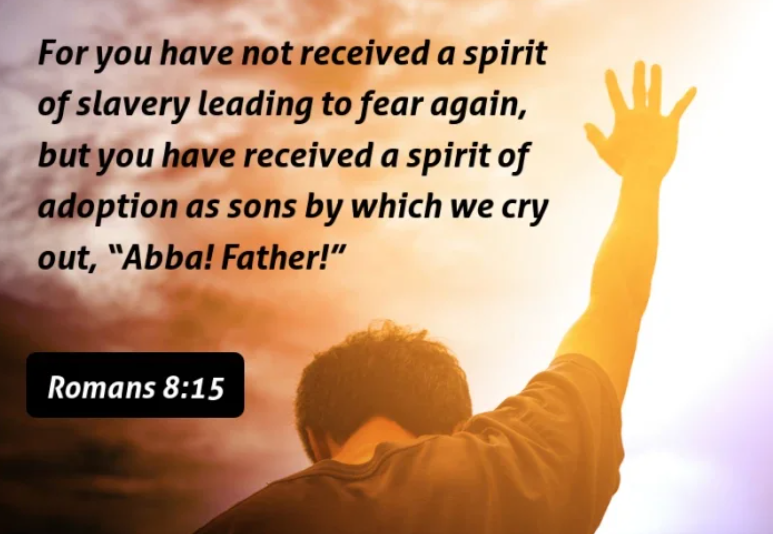 For you have not received a spirit
of slavery leading to fear again,
but you have received a spirit of
adoption as sons by which we cry
out, “Abba! Father!”
Romans 8:15